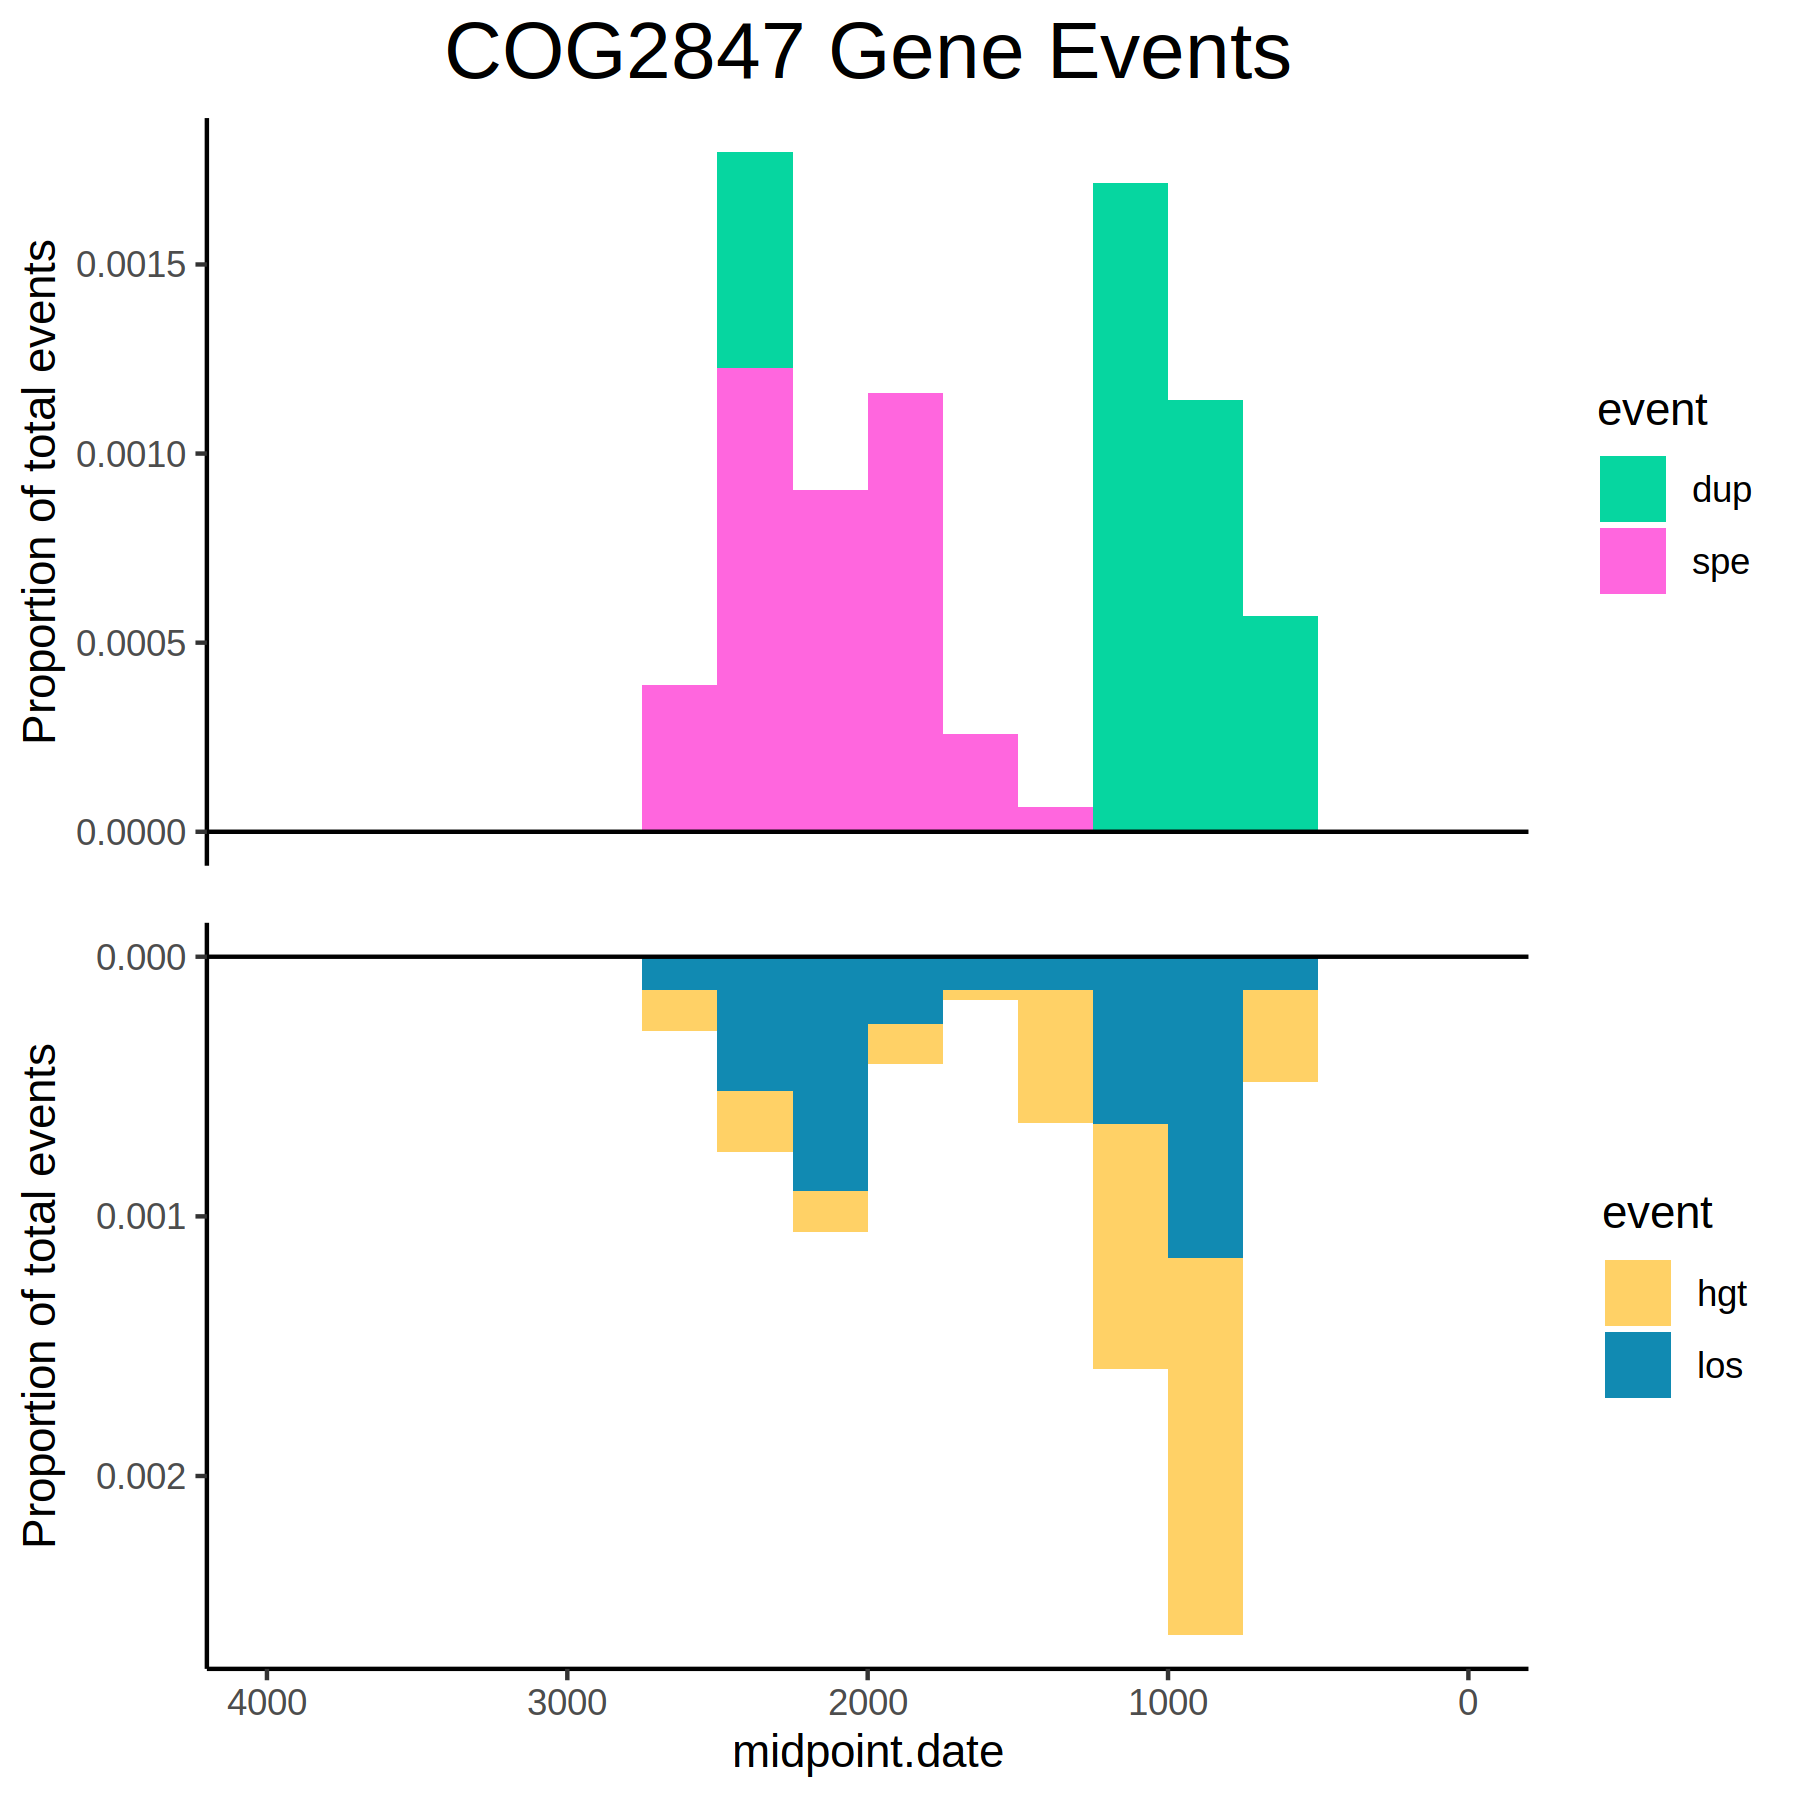 COG2847 Gene Events
Proportion of total events
0.0015
0.0010
0.0005
0.0000
event
dup
spe
Proportion of total events
0.000
0.001
0.002
event
hgt
los
4000 3000 2000 1000 0
midpoint.date